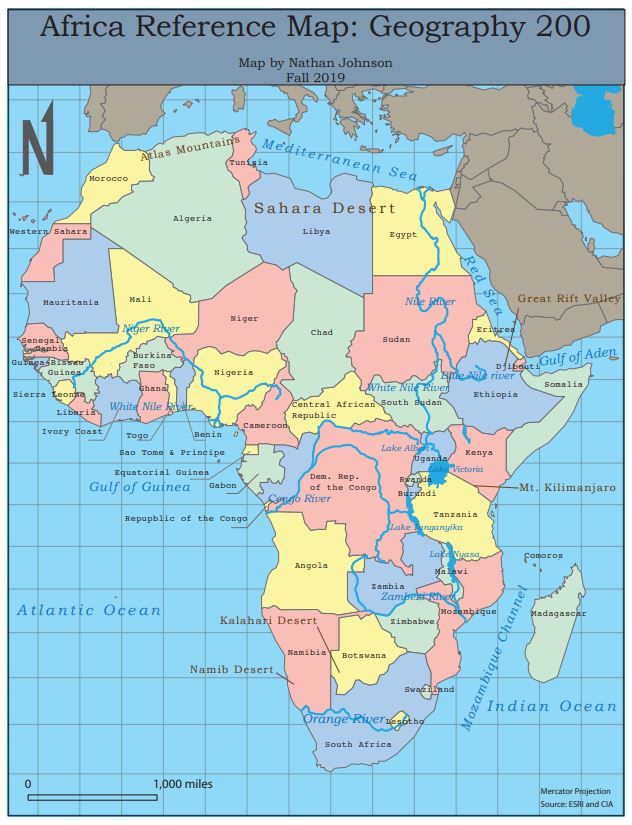 Africa Reference Map: Geography 200
Map by Nathan Johnson
Fall 2019
N
Atlas Mountains
Mediterranean Sea
Tunisia
Morocco
Sahara Desert
Algeria
Western Sahara
Libya
Egypt
Red Sea
Mauritania
Mali
Niger
Chad
Nile River
Great Rift Valley
Niger River
Sudan
Eritrea
Senegal
Gambia
Guinea-Bissau
Guinea
Burkina
Faso
Nigeria
Djibouti
Gulf of Aden
Blue Nile river
Sierra Leone
Ghana
White Nile River
South Sudan
Ethiopia
Somalia
Liberia
White Nile River
Central African
Republic
Ivory Coast
Togo
Benin
Cameroon
Sao Tome & Principe
Lake Albert
Uganda
Kenya
Equatorial Guinea
Lake Victoria
Gulf of Guinea
Gabon
Dem. Rep.
of the Congo
Rwanda
Burundi
Mt. Kilimanjaro
Congo River
Repupblic of the Congo
Tanzania
Lake Tanganyika
Lake Nyasa
Comoros
Angola
Malawi
Zambia
Zambezi River
Atlantic Ocean
Mozambique
Madagascar
Kalahari Desert
Zimbabwe
Mozambique Channel
Namibia
Botswana
Namib Desert
Swaziland
Indian Ocean
Orange River
Lesotho
South Africa
0 1,000 miles
Mercator Projection
Source: ESRI and CIA